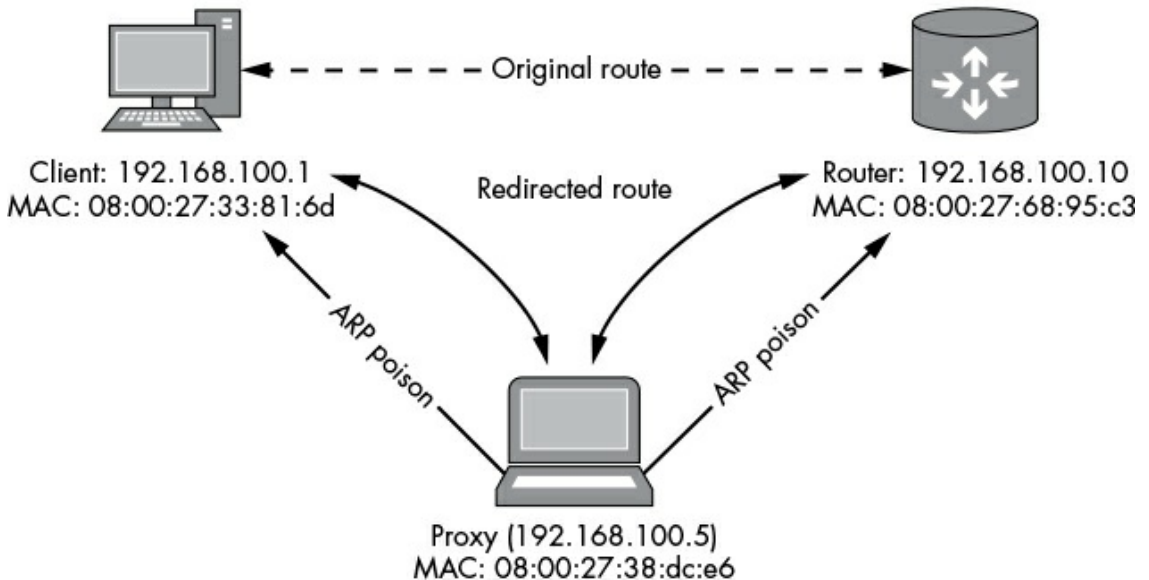 Original route
Client: 192.168.100.1
MAC: 08:00:27:33:81:6d
Redirected route
Router: 192.168.100.10
MAC: 08:00:27:68:95:c3
ARP poison
ARP poison
Proxy (192.168.100.5)
MAC: 08:00:27:38:dc:e6